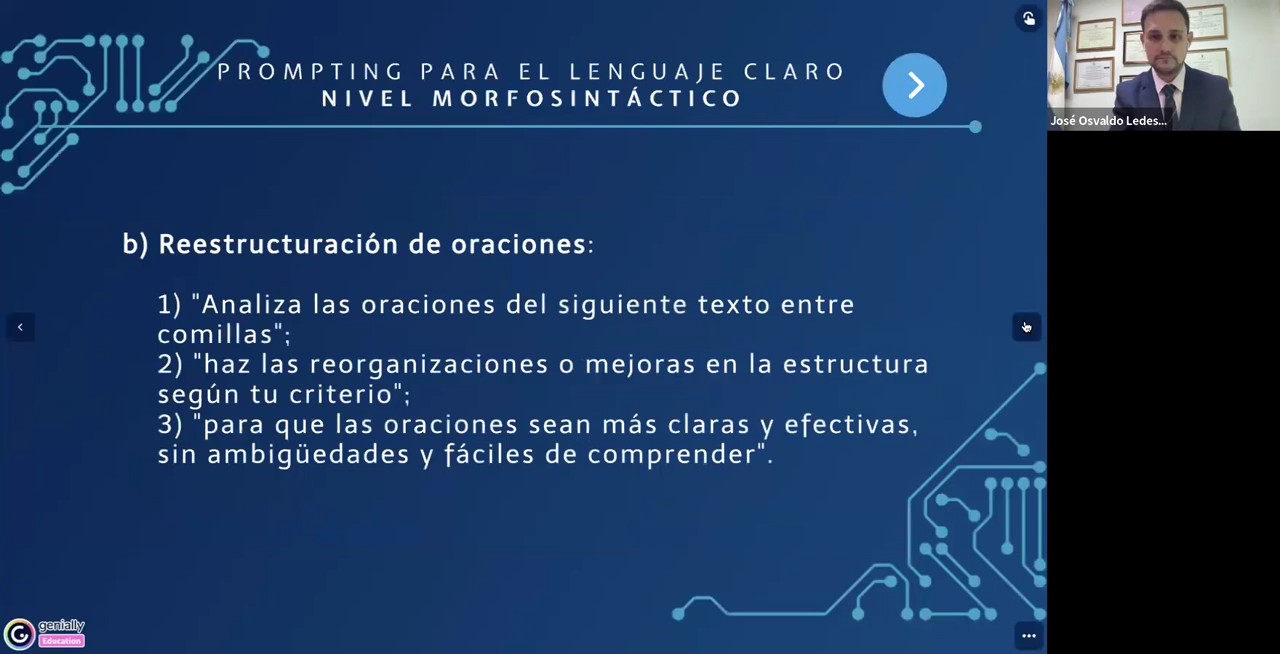 PROMPTING PARA EL LENGUAJE CLARO
NIVEL MORFOSINTÁCTICO
José Osvaldo Ledes...
b) Reestructuración de oraciones:
1) "Analiza las oraciones del siguiente texto entre
comillas";
2) "haz las reorganizaciones o mejoras en la estructura
según tu criterio";
3) "para que las oraciones sean más claras y efectivas,
sin ambigüedades y fáciles de comprender".
genially
Education